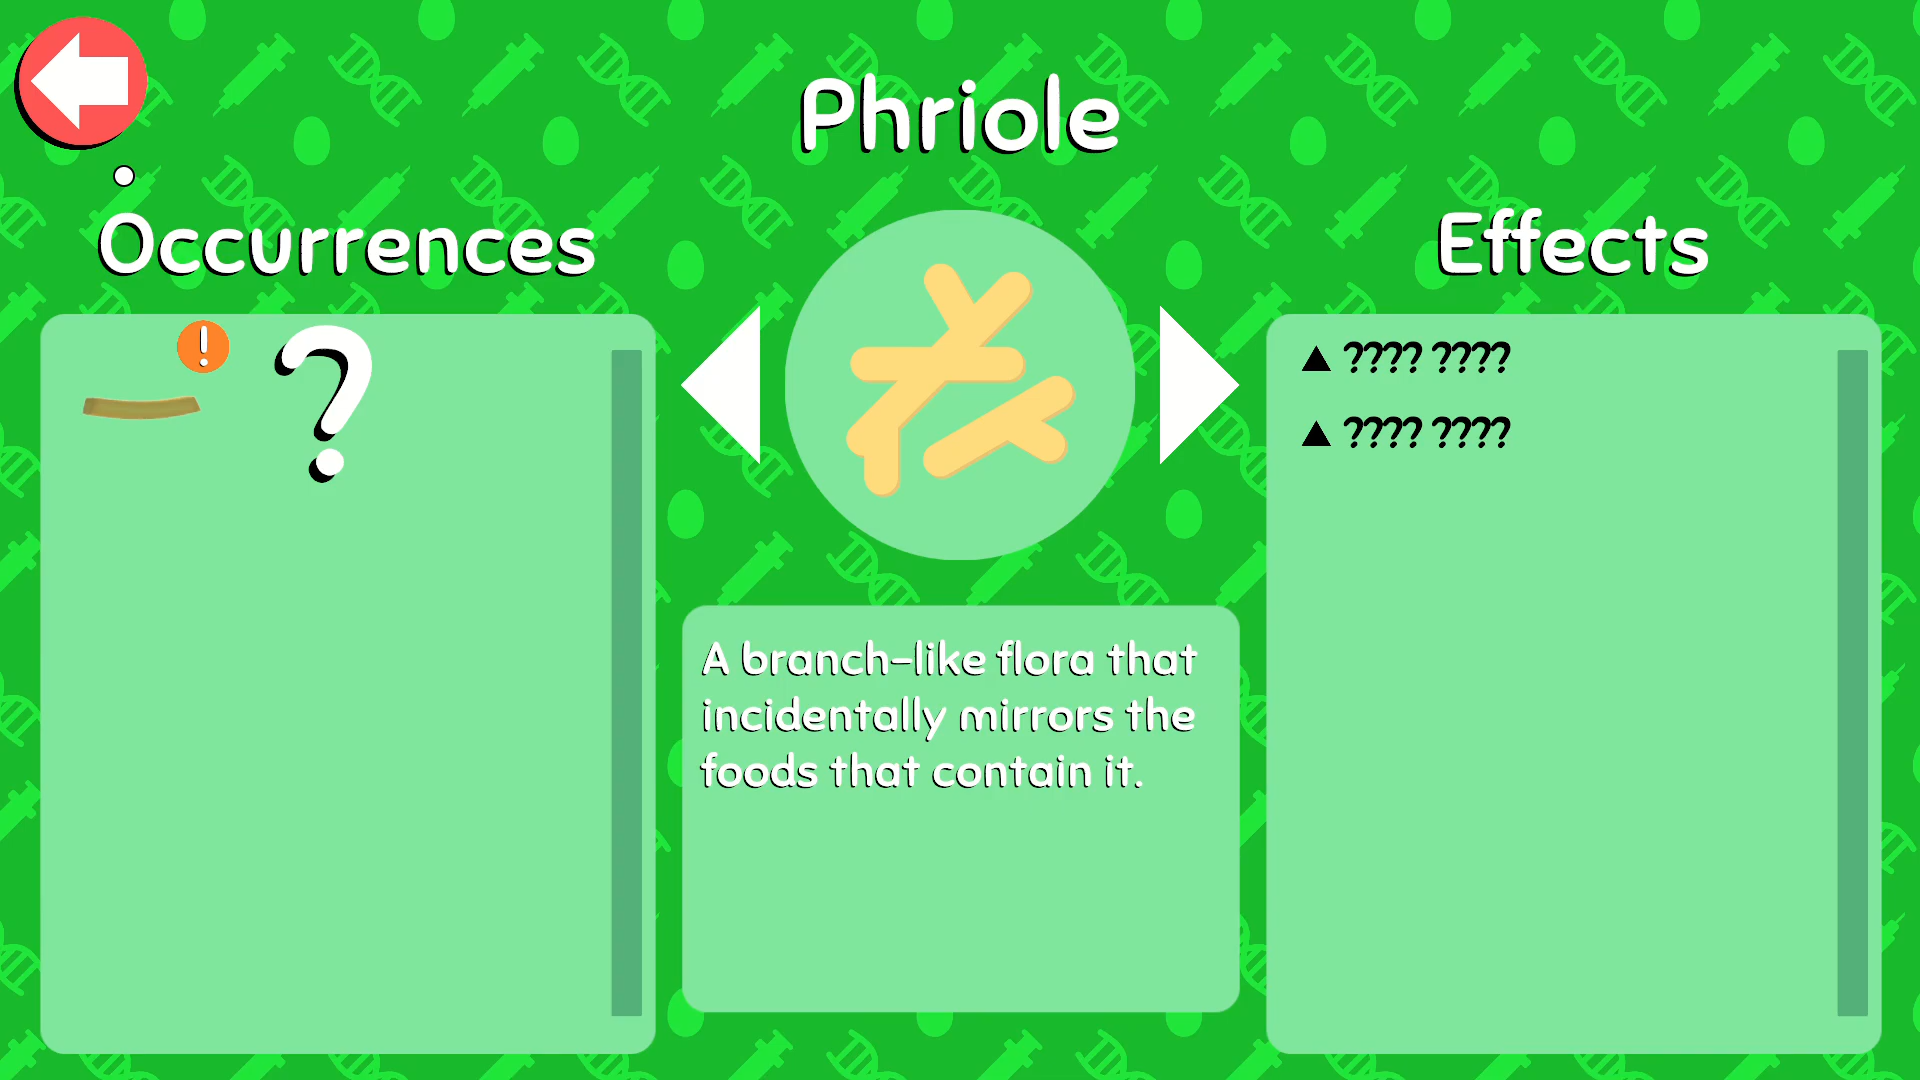 Phriole
Occurrences
Effects
!
?
▲ ???? ????
▲ ???? ????
A branch-like flora that
incidentally mirrors the
foods that contain it.